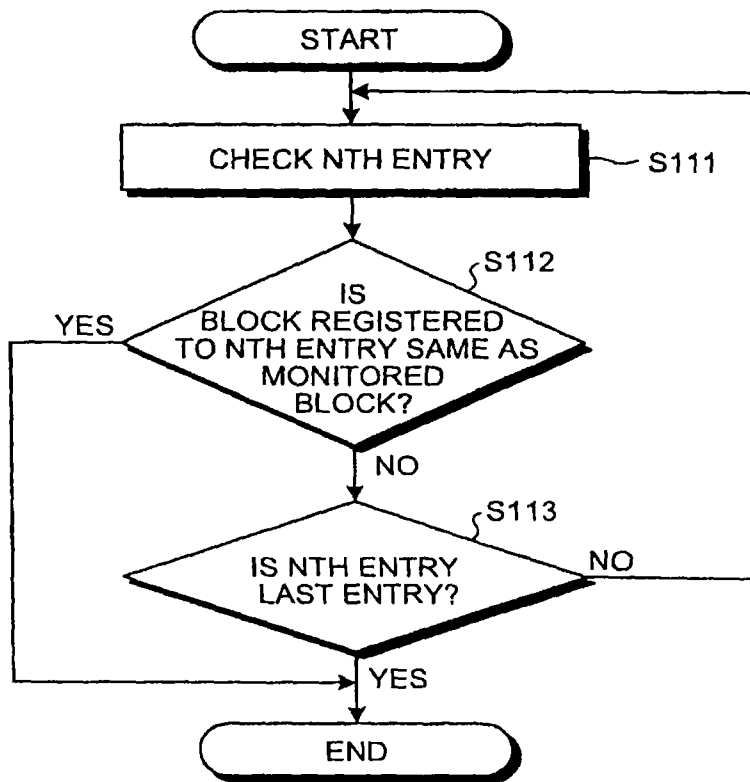 START
CHECK NTH ENTRY
S111
S112
IS
BLOCK REGISTERED
TO NTH ENTRY SAME AS
MONITORED
BLOCK?
YES
NO
S113
IS NTH ENTRY
LAST ENTRY?
NO
YES
END